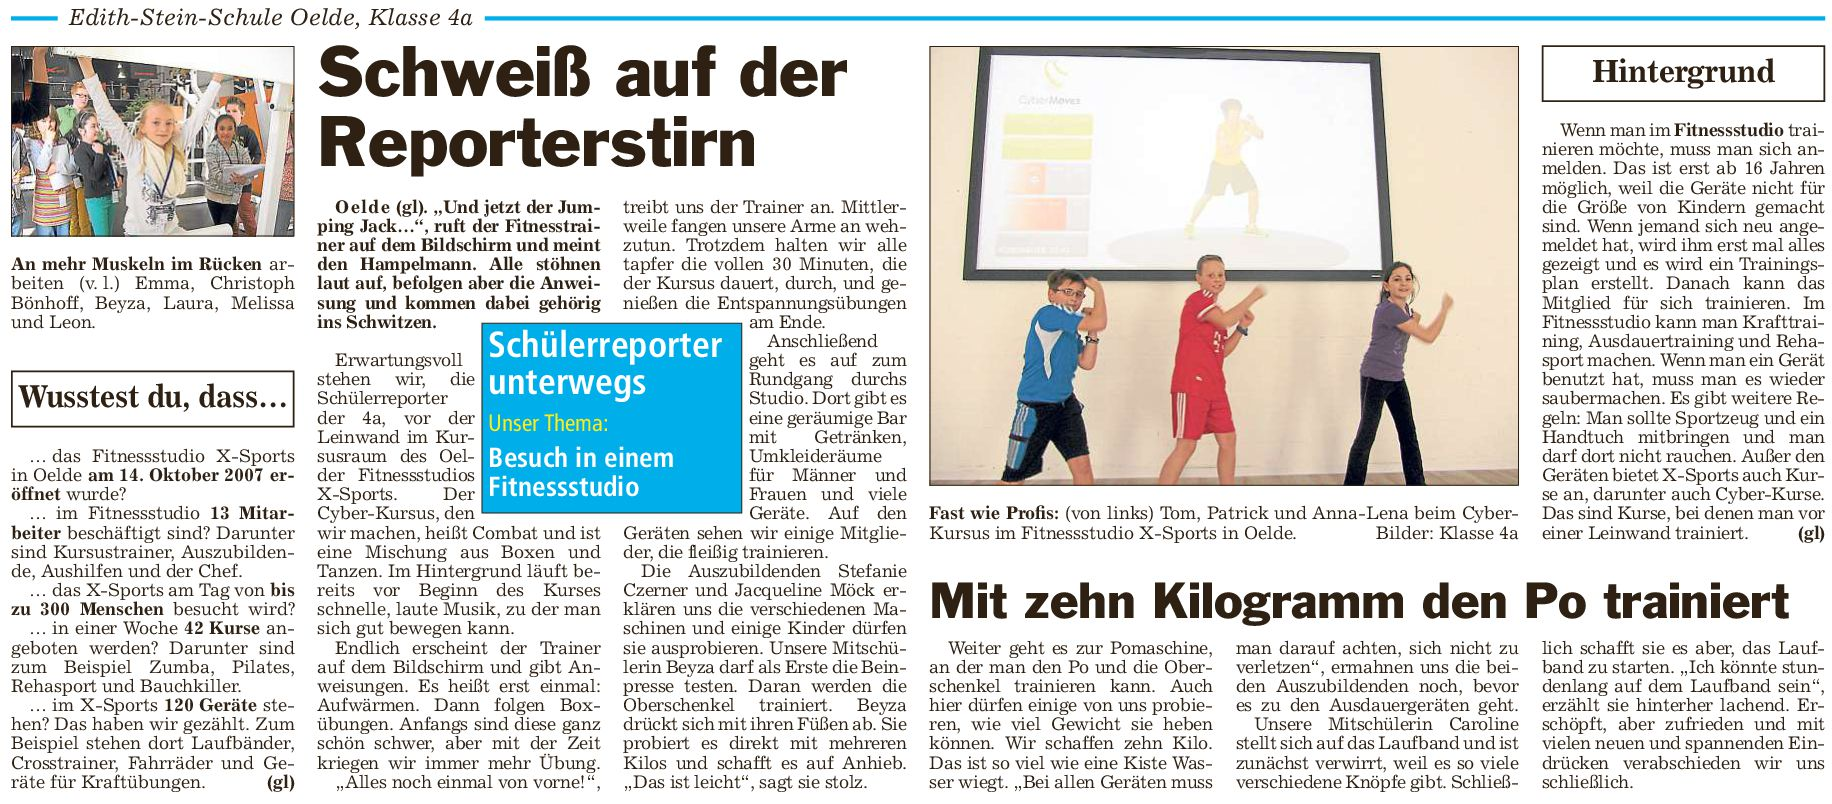 Edith-Stein-Schule Oelde, Klasse 4a
An mehr Muskeln im Rücken ar-
beiten (v. l.) Emma, Christoph
Bönhoff, Beyza, Laura, Melissa
und Leon.
Wusstest du, dass…
… das Fitnessstudio X-Sports
in Oelde am 14. Oktober 2007 er-
öffnet wurde?
… im Fitnessstudio 13 Mitar-
beiter beschäftigt sind? Darunter
sind Kursustrainer, Auszubilden-
de, Aushilfen und der Chef.
… das X-Sports am Tag von bis
zu 300 Menschen besucht wird?
… in einer Woche 42 Kurse an-
geboten werden? Darunter sind
zum Beispiel Zumba, Pilates,
Rehasport und Bauchkiller.
… im X-Sports 120 Geräte ste-
hen? Das haben wir gezählt. Zum
Beispiel stehen dort Laufbänder,
Crosstrainer, Fahrräder und Ge-
räte für Kraftübungen. (gl)
Schweiß auf der
Reporterstirn
Oelde (gl). „Und jetzt der Jum-
ping Jack…“, ruft der Fitnesstrai-
ner auf dem Bildschirm und meint
den Hampelmann. Alle stöhnen
laut auf, befolgen aber die Anwei-
sung und kommen dabei gehörig
ins Schwitzen.
Erwartungsvoll
stehen wir, die
Schülerreporter
der 4a, vor der
Leinwand im Kur-
susraum des Oel-
der Fitnessstudios
X-Sports. Der
Cyber-Kursus, den
wir machen, heißt Combat und ist
eine Mischung aus Boxen und
Tanzen. Im Hintergrund läuft be-
reits vor Beginn des Kurses
schnelle, laute Musik, zu der man
sich gut bewegen kann.
Endlich erscheint der Trainer
auf dem Bildschirm und gibt An-
weisungen. Es heißt erst einmal:
Aufwärmen. Dann folgen Box-
übungen. Anfangs sind diese ganz
schön schwer, aber mit der Zeit
kriegen wir immer mehr Übung.
„Alles noch einmal von vorne!“,
Schülerreporter
unterwegs
Unser Thema:
Besuch in einem
Fitnessstudio
treibt uns der Trainer an. Mittler-
weile fangen unsere Arme an weh-
zutun. Trotzdem halten wir alle
tapfer die vollen 30 Minuten, die
der Kursus dauert, durch, und ge-
nießen die Entspannungsübungen
am Ende.
Anschließend
geht es auf zum
Rundgang durchs
Studio. Dort gibt es
eine geräumige Bar
mit Getränken,
Umkleideräume
für Männer und
Frauen und viele
Geräte. Auf den
Geräten sehen wir einige Mitglie-
der, die fleißig trainieren.
Die Auszubildenden Stefanie
Czerner und Jacqueline Möck er-
klären uns die verschiedenen Ma-
schinen und einige Kinder dürfen
sie ausprobieren. Unsere Mitschü-
lerin Beyza darf als Erste die Bein-
presse testen. Daran werden die
Oberschenkel trainiert. Beyza
drückt sich mit ihren Füßen ab. Sie
probiert es direkt mit mehreren
Kilos und schafft es auf Anhieb.
„Das ist leicht“, sagt sie stolz.
CyberMoves
Fast wie Profis: (von links) Tom, Patrick und Anna-Lena beim Cyber-
Kursus im Fitnessstudio X-Sports in Oelde. Bilder: Klasse 4a
Mit zehn Kilogramm den Po trainiert
Weiter geht es zur Pomaschine,
an der man den Po und die Ober-
schenkel trainieren kann. Auch
hier dürfen einige von uns probie-
ren, wie viel Gewicht sie heben
können. Wir schaffen zehn Kilo.
Das ist so viel wie eine Kiste Was-
ser wiegt. „Bei allen Geräten muss
man darauf achten, sich nicht zu
verletzen“, ermahnen uns die bei-
den Auszubildenden noch, bevor
es zu den Ausdauergeräten geht.
Unsere Mitschülerin Caroline
stellt sich auf das Laufband und ist
zunächst verwirrt, weil es so viele
verschiedene Knöpfe gibt. Schließ-
lich schafft sie es aber, das Lauf-
band zu starten. „Ich könnte stun-
denlang auf dem Laufband sein“,
erzählt sie hinterher lachend. Er-
schöpft, aber zufrieden und mit
vielen neuen und spannenden Ein-
drücken verabschieden wir uns
schließlich.
Hintergrund
Wenn man im Fitnessstudio trai-
nieren möchte, muss man sich an-
melden. Das ist erst ab 16 Jahren
möglich, weil die Geräte nicht für
die Größe von Kindern gemacht
sind. Wenn jemand sich neu ange-
meldet hat, wird ihm erst mal alles
gezeigt und es wird ein Trainings-
plan erstellt. Danach kann das
Mitglied für sich trainieren. Im
Fitnessstudio kann man Krafttrai-
ning, Ausdauertraining und Reha-
sport machen. Wenn man ein Gerät
benutzt hat, muss man es wieder
saubermachen. Es gibt weitere Re-
geln: Man sollte Sportzeug und ein
Handtuch mitbringen und man
darf dort nicht rauchen. Außer den
Geräten bietet X-Sports auch Kur-
se an, darunter auch Cyber-Kurse.
Das sind Kurse, bei denen man vor
einer Leinwand trainiert. (gl)